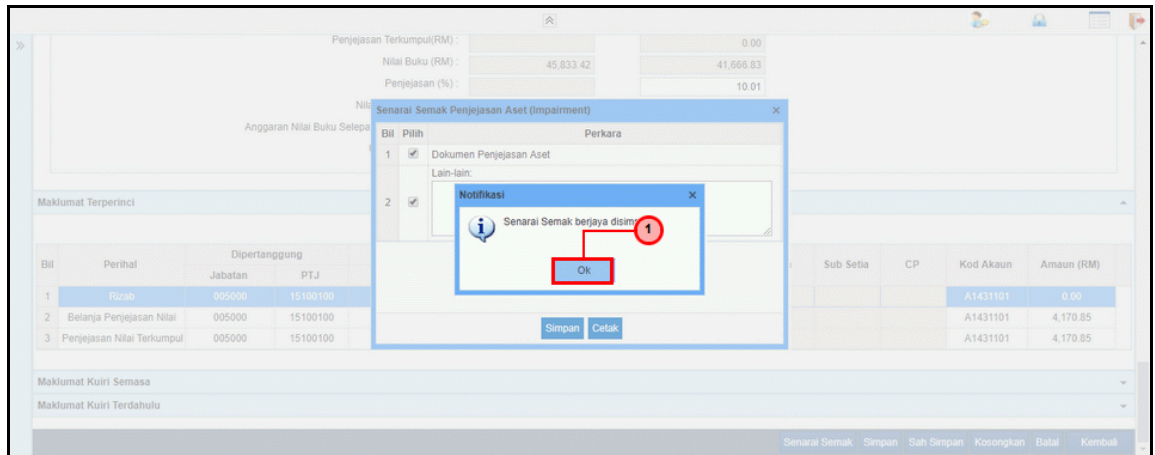 Penjejasan Terkumpul(RM) : 0.00
Nilai Buku (RM) : 45,833.42 41,666.83
Penjejasan (%) : 10.01
Senarai Semak Penjejasan Aset (Impairment) ×
Anggaran Nilai Buku
Bil Pilih Perkara
1 Dokumen Penjejasan Aset
Lain-lain:
2
Notifikasi ×
Senarai Semak berjaya
1
Ok
Simpan Cetak
Maklumat Terperinci
Bil Perihal Dipertanggung Sub Setia CP Kod Akaun Amaun (RM)
Jabatan PTJ
1 Rizab 005000 15100100 A1431101 0.00
2 Belanja Penjejasan Nilai 005000 15100100 A1431101 4,170.85
3 Penjejasan Nilai Terkumpul 005000 15100100 A1431101 4,170.85
Maklumat Kuiri Semasa
Maklumat Kuiri Terdahulu
Senarai Semak Simpan Sah Simpan Kosongkan Batal Kembali